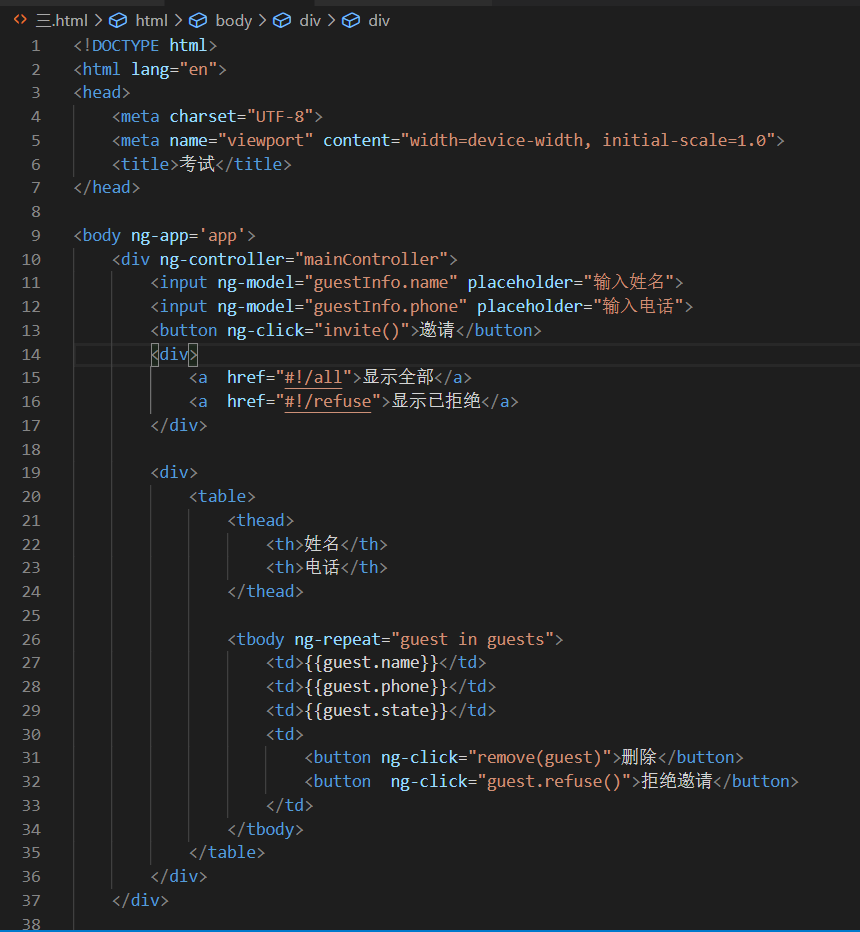 三.html > html > body > div > div
1 <!DOCTYPE html>
2 <html lang="en">
3 <head>
4     <meta charset="UTF-8">
5     <meta name="viewport" content="width=device-width, initial-scale=1.0">
6     <title>考试</title>
7 </head>
8
9 <body ng-app='app'>
10     <div ng-controller="mainController">
11         <input ng-model="guestInfo.name" placeholder="输入姓名">
12         <input ng-model="guestInfo.phone" placeholder="输入电话">
13         <button ng-click="invite()">邀请</button>
14         <div>
15             <a  href="#!/all">显示全部</a>
16             <a  href="#!/refuse">显示已拒绝</a>
17         </div>
18
19         <div>
20             <table>
21                 <thead>
22                     <th>姓名</th>
23                     <th>电话</th>
24                 </thead>
25
26                 <tbody ng-repeat="guest in guests">
27                     <td>{{guest.name}}</td>
28                     <td>{{guest.phone}}</td>
29                     <td>{{guest.state}}</td>
30                     <td>
31                         <button ng-click="remove(guest)">删除</button>
32                         <button  ng-click="guest.refuse()">拒绝邀请</button>
33                     </td>
34                 </tbody>
35             </table>
36         </div>
37     </div>
38